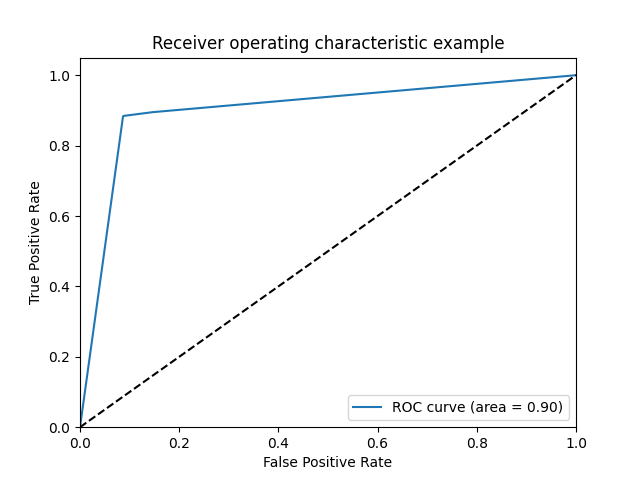 Receiver operating characteristic example
1.0
0.8
0.6
0.4
0.2
0.0
True Positive Rate
ROC curve (area = 0.90)
0.0 0.2 0.4 0.6 0.8 1.0
False Positive Rate